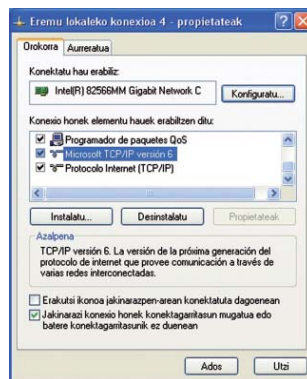 Eremu lokaleko konexioa 4 - propietateak
Orokorra Aurreratua
Konektatu hau erabiliz:
Intel(R) 82566MM Gigabit Network C
Konfiguratu...
Konexio honek elementu hauek erabiltzen ditu:
Programador de paquetes QoS
Microsoft TCP/IP versión 6
Protocolo Internet (TCP/IP)
Instalatu... Desinstalatu Propietateak
Azalpena
TCP/IP versión 6. La versión de la próxima generación del
protocolo de internet que provee comunicación a través de
varias redes interconectadas.
Erakutsi ikonoa jakinarazpen-arean konektatuta dagoenean
Jakinarazi konexio honek konektagarritasun mugatua edo
batere konektagarritasunik ez duenean
Ados Utzi